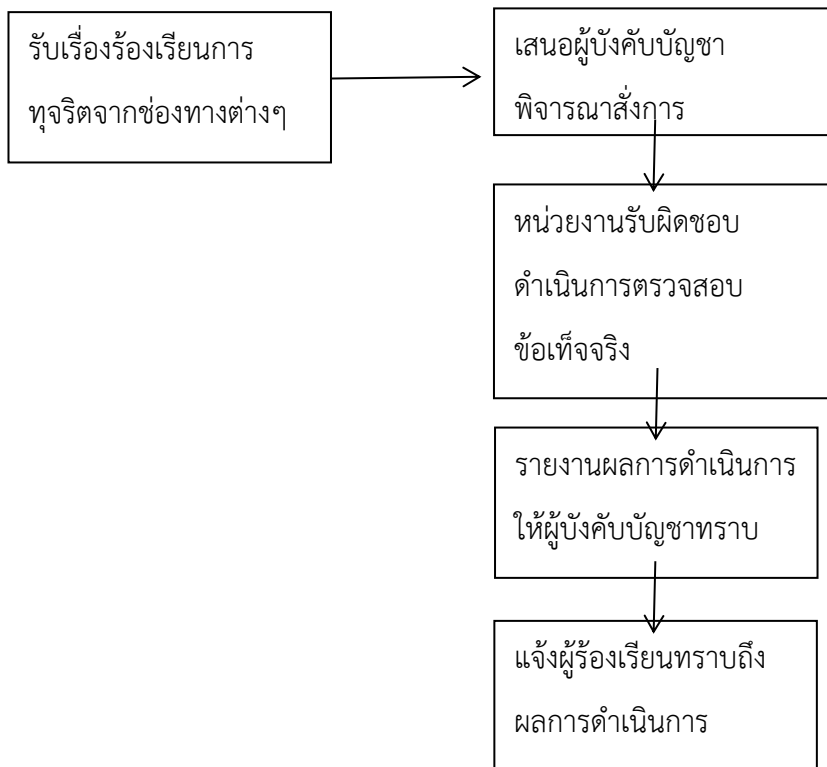 รับเรื่องร้องเรียนการ
ทุจริตจากช่องทางต่างๆ
เสนอผู้บังคับบัญชา
พิจารณาสั่งการ
หน่วยงานรับผิดชอบ
ดำเนินการตรวจสอบ
ข้อเท็จจริง
รายงานผลการดำเนินการ
ให้ผู้บังคับบัญชาทราบ
แจ้งผู้ร้องเรียนทราบถึง
ผลการดำเนินการ